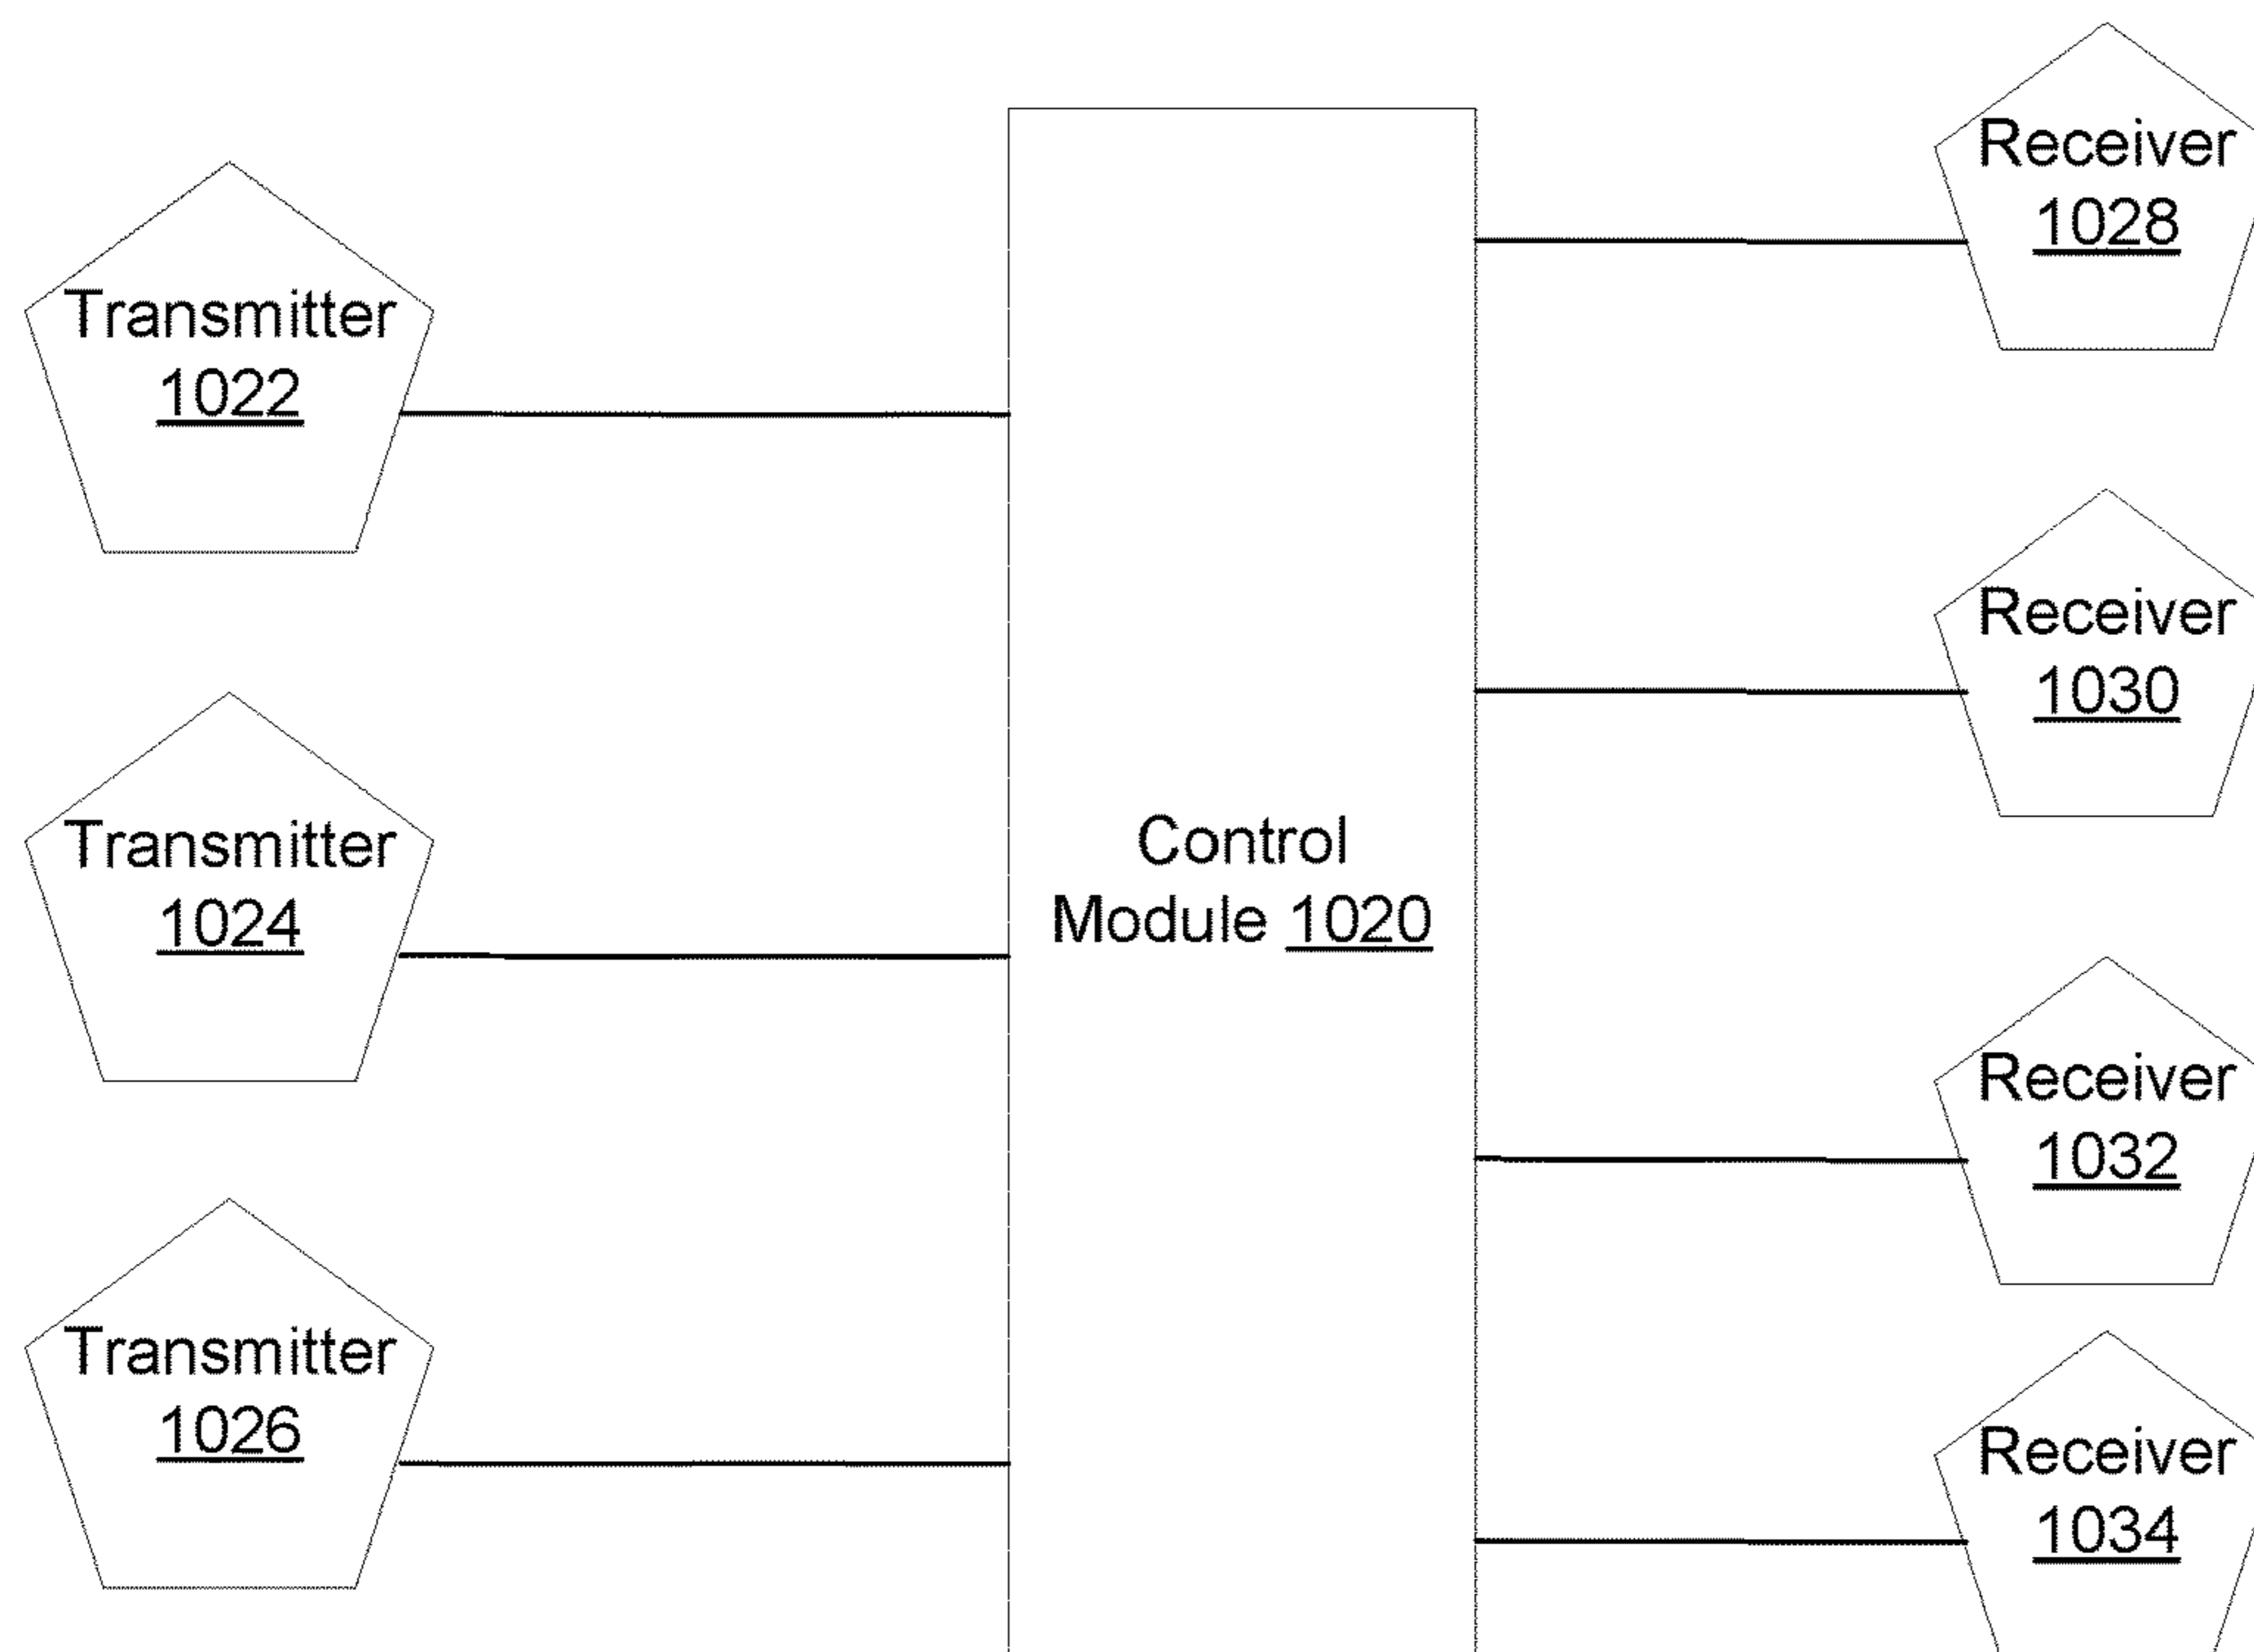 Transmitter
1022
Transmitter
1024
Transmitter
1026
Control
Module 1020
Receiver
1028
Receiver
1030
Receiver
1032
Receiver
1034